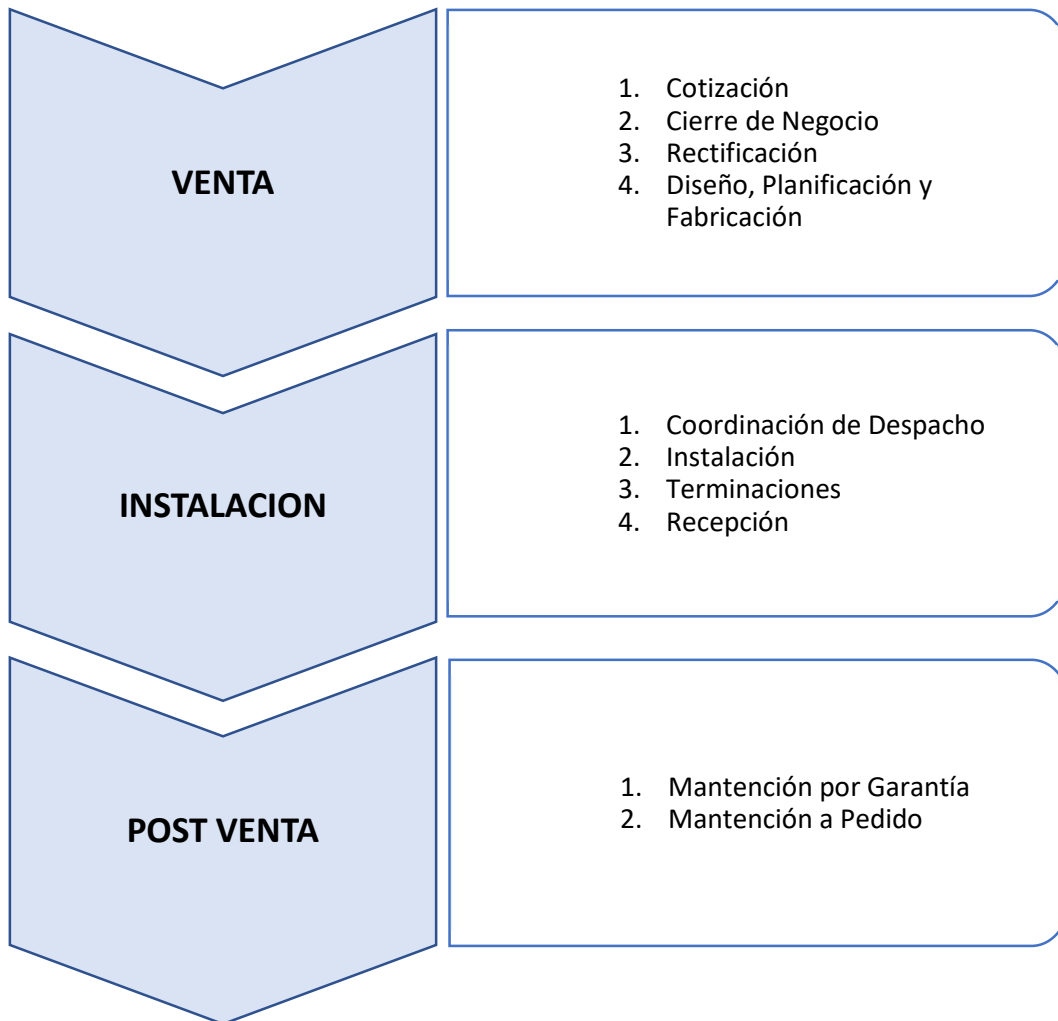 VENTA
1. Cotización
2. Cierre de Negocio
3. Rectificación
4. Diseño, Planificación y
Fabricación
INSTALACION
1. Coordinación de Despacho
2. Instalación
3. Terminaciones
4. Recepción
POST VENTA
1. Mantención por Garantía
2. Mantención a Pedido